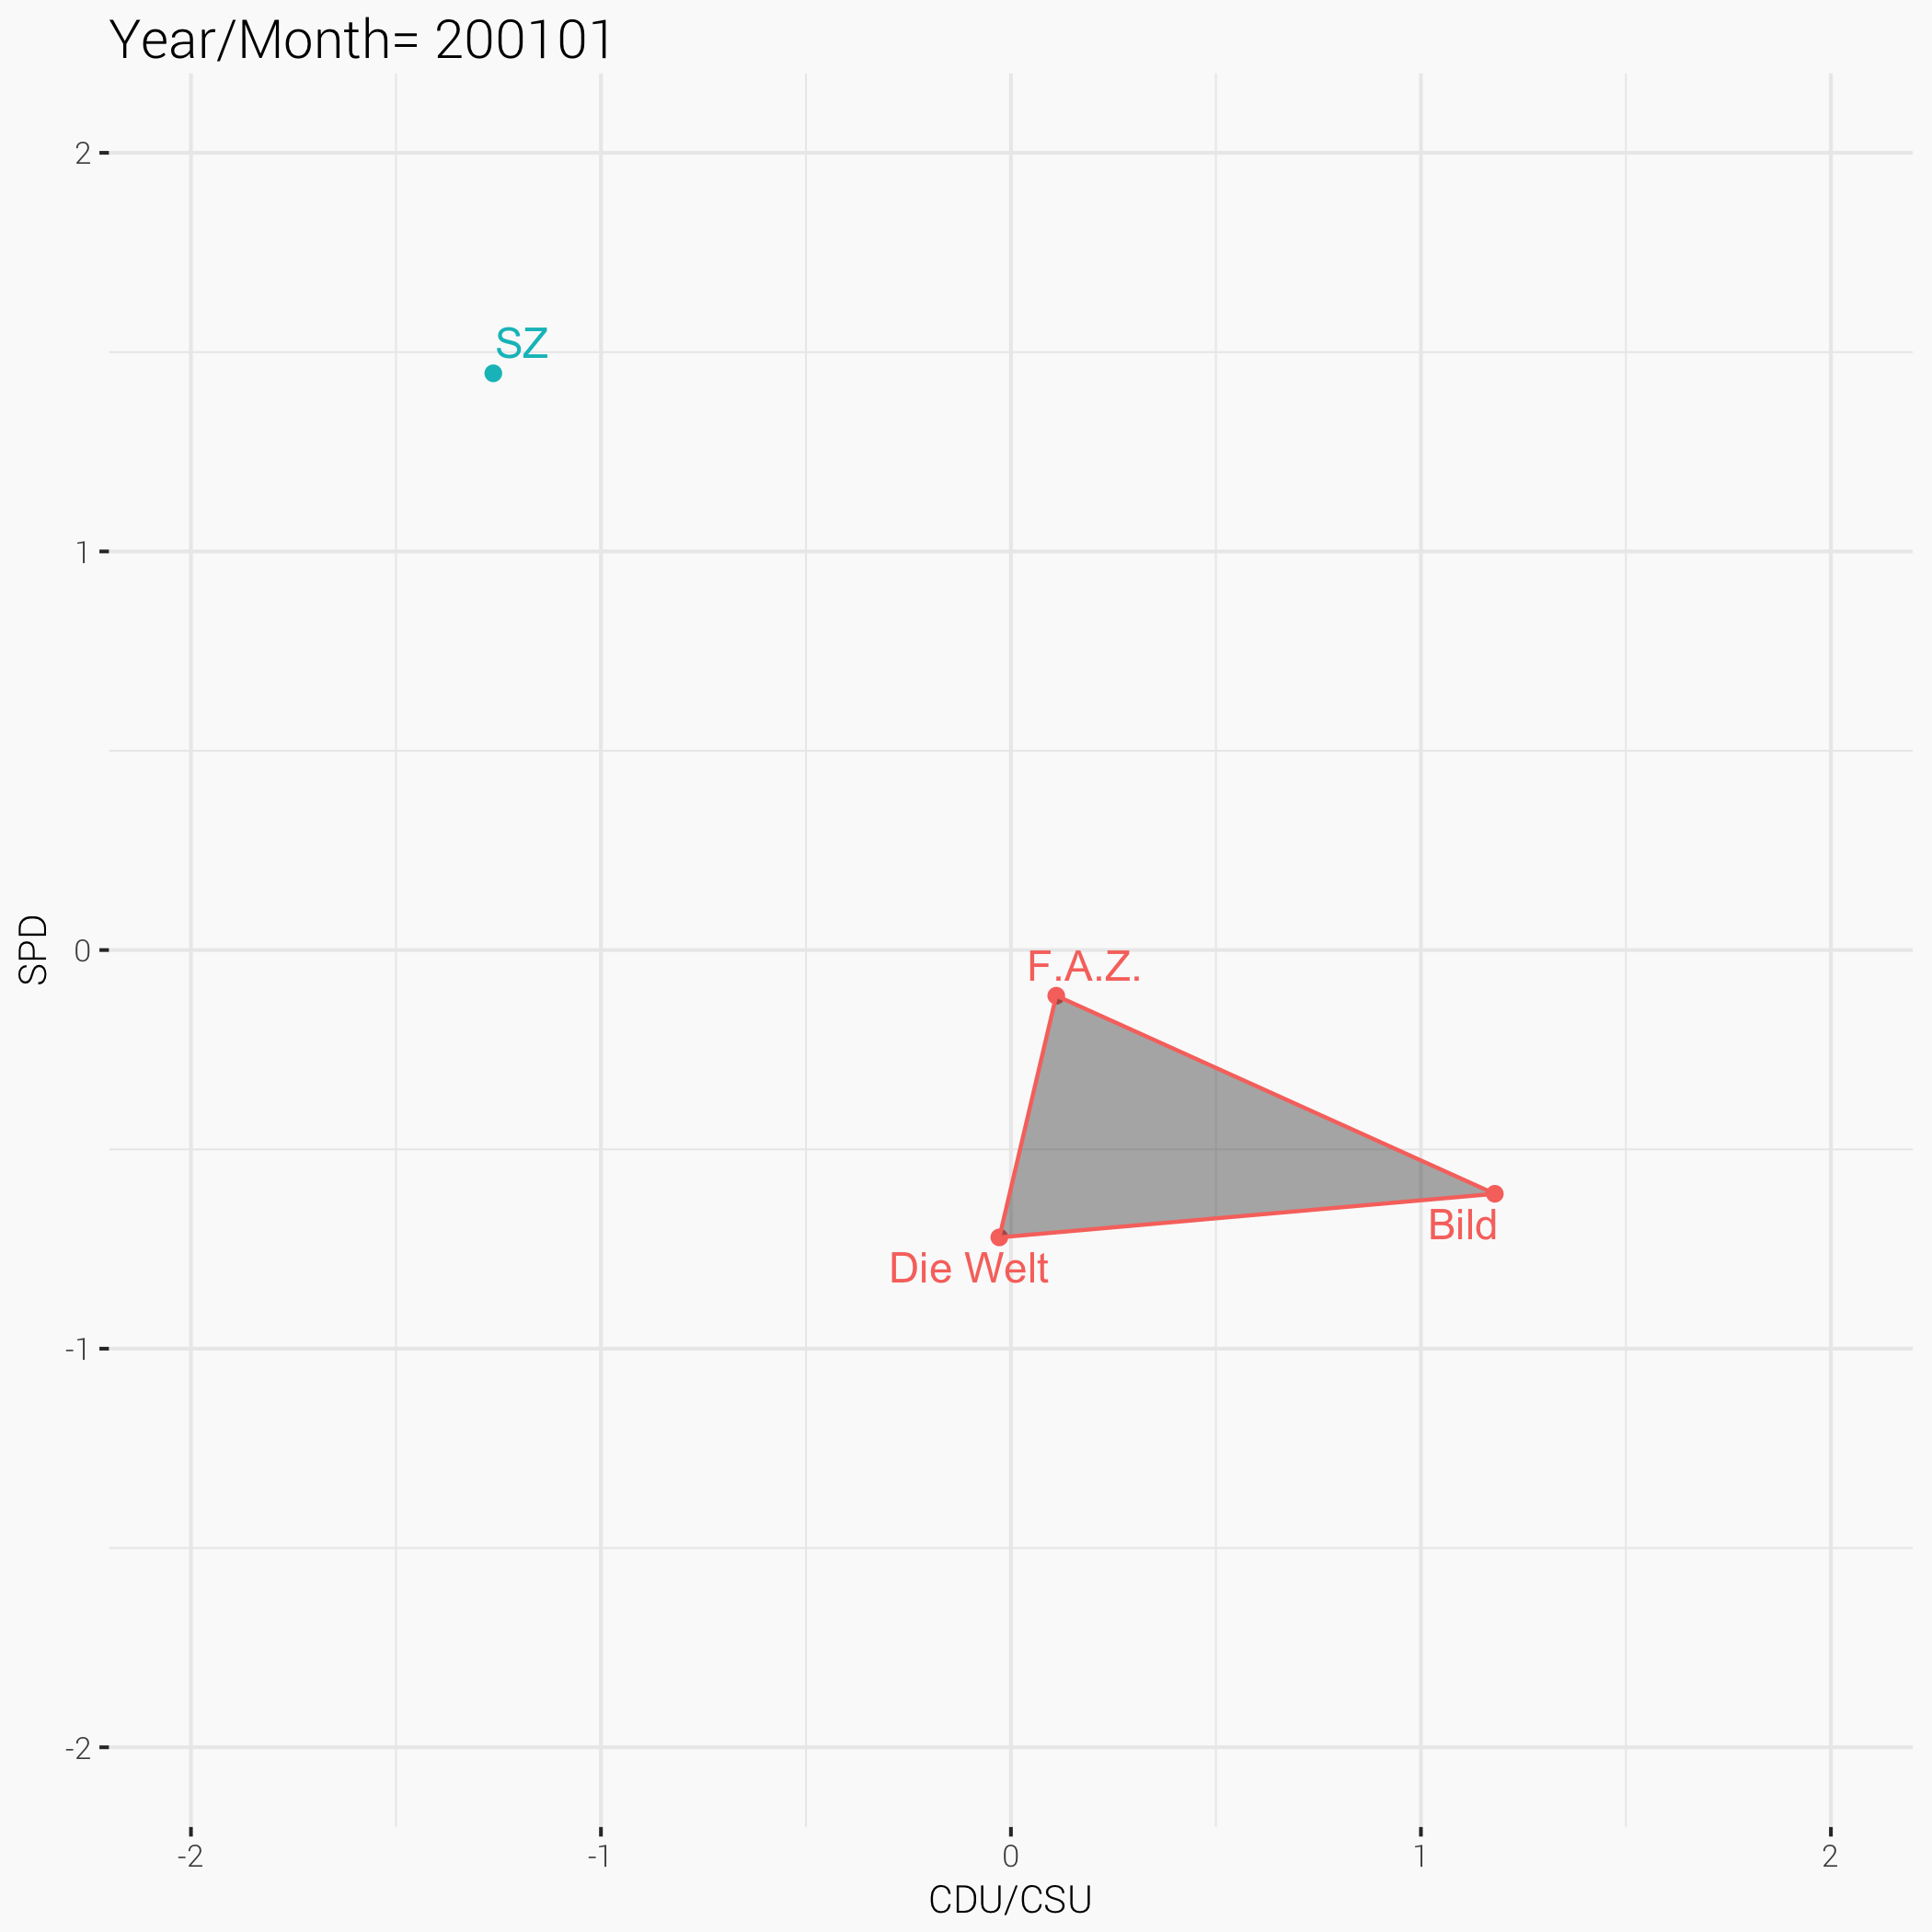 Year/Month= 200101
2
SZ
1
SPD
0
F.A.Z.
Bild
Die Welt
-1
-2
-2
-1
0
1
2
CDU/CSU